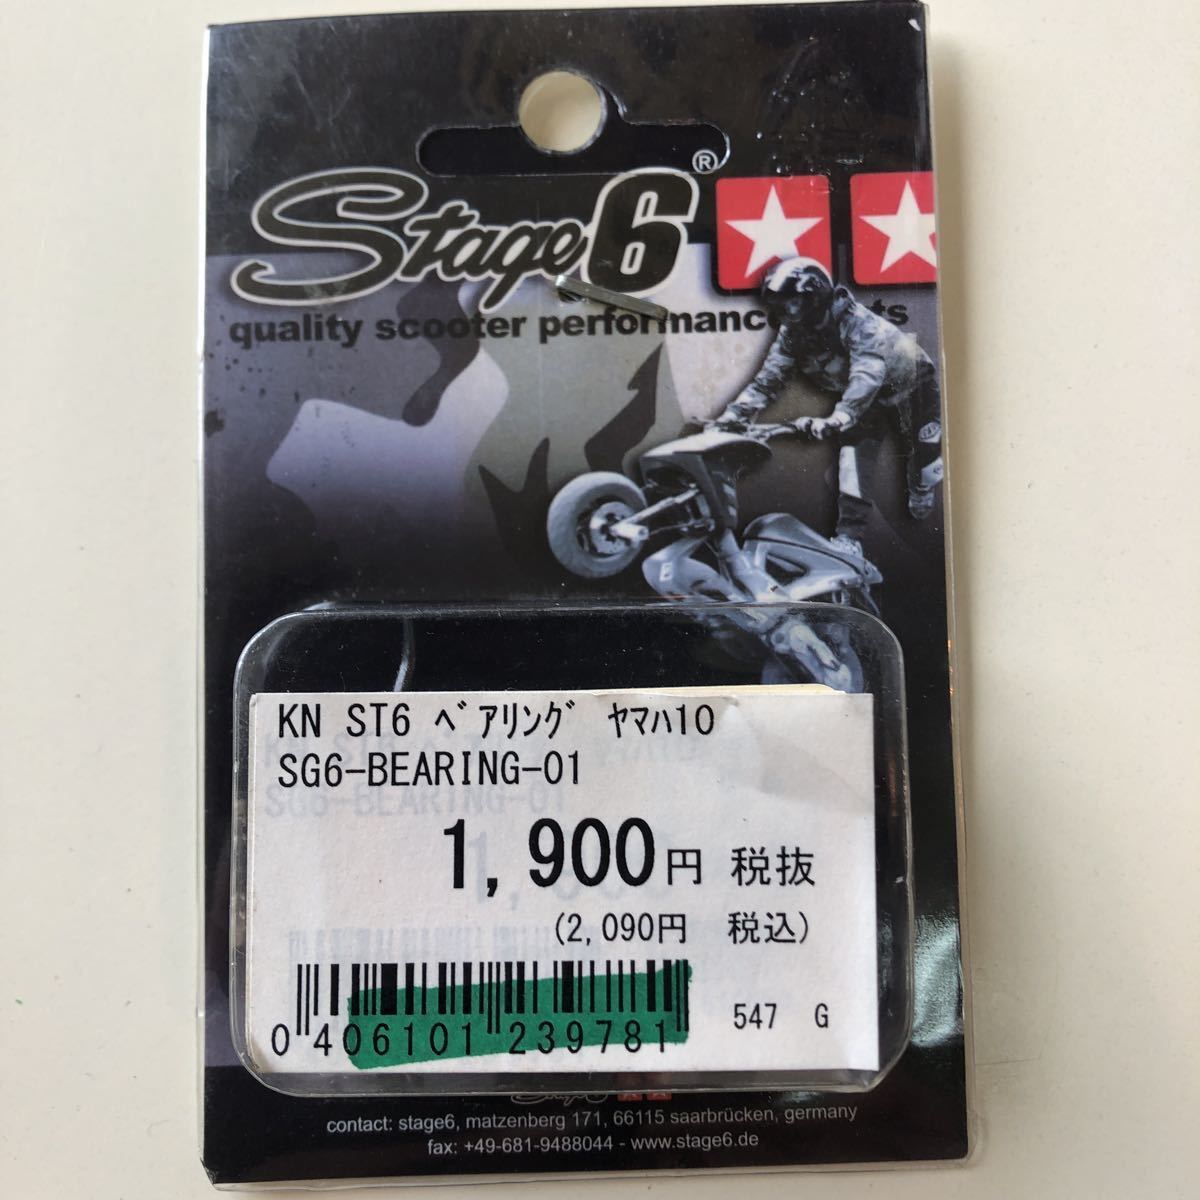 Stage6®
quality scooter performance
KN ST6 ﾍﾞｱﾘﾝｸﾞ ﾔﾏﾊ10
SG6-BEARING-01
1,900円 税抜
(2,090円 税込)
0 406101 239781
547 G
contact: stage6, matzenberg 171, 66115 saarbrücken, germany
fax: +49-681-9488044 - www.stage6.de